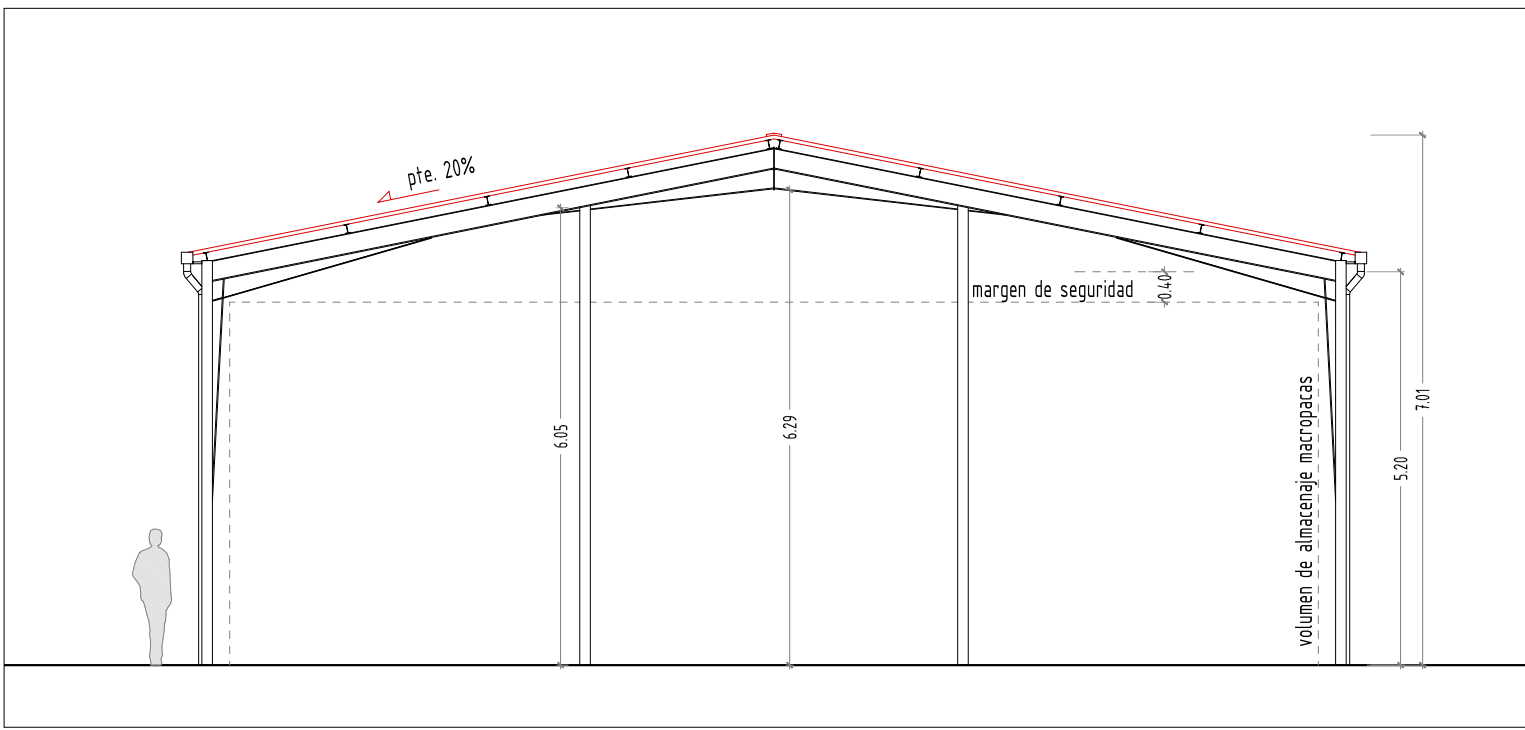 pte. 20%
margen de seguridad
0.40
6.05
6.29
7.01
5.20
volumen de almacenaje macropacas